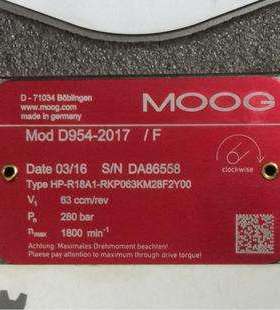 D - 71034 Böblingen
www.moog.com
made in germany
MOOG
Mod D954-2017 / F
Date 03/16 S/N DA86558
clockwise
Type HP-R18A1-RKP063KM28F2Y00
V₁ 63 ccm/rev
Pₙ 280 bar
n max 1800 min⁻¹
Achtung! Maximales Drehmoment beachten!
Please pay attention to maximum through drive torque!